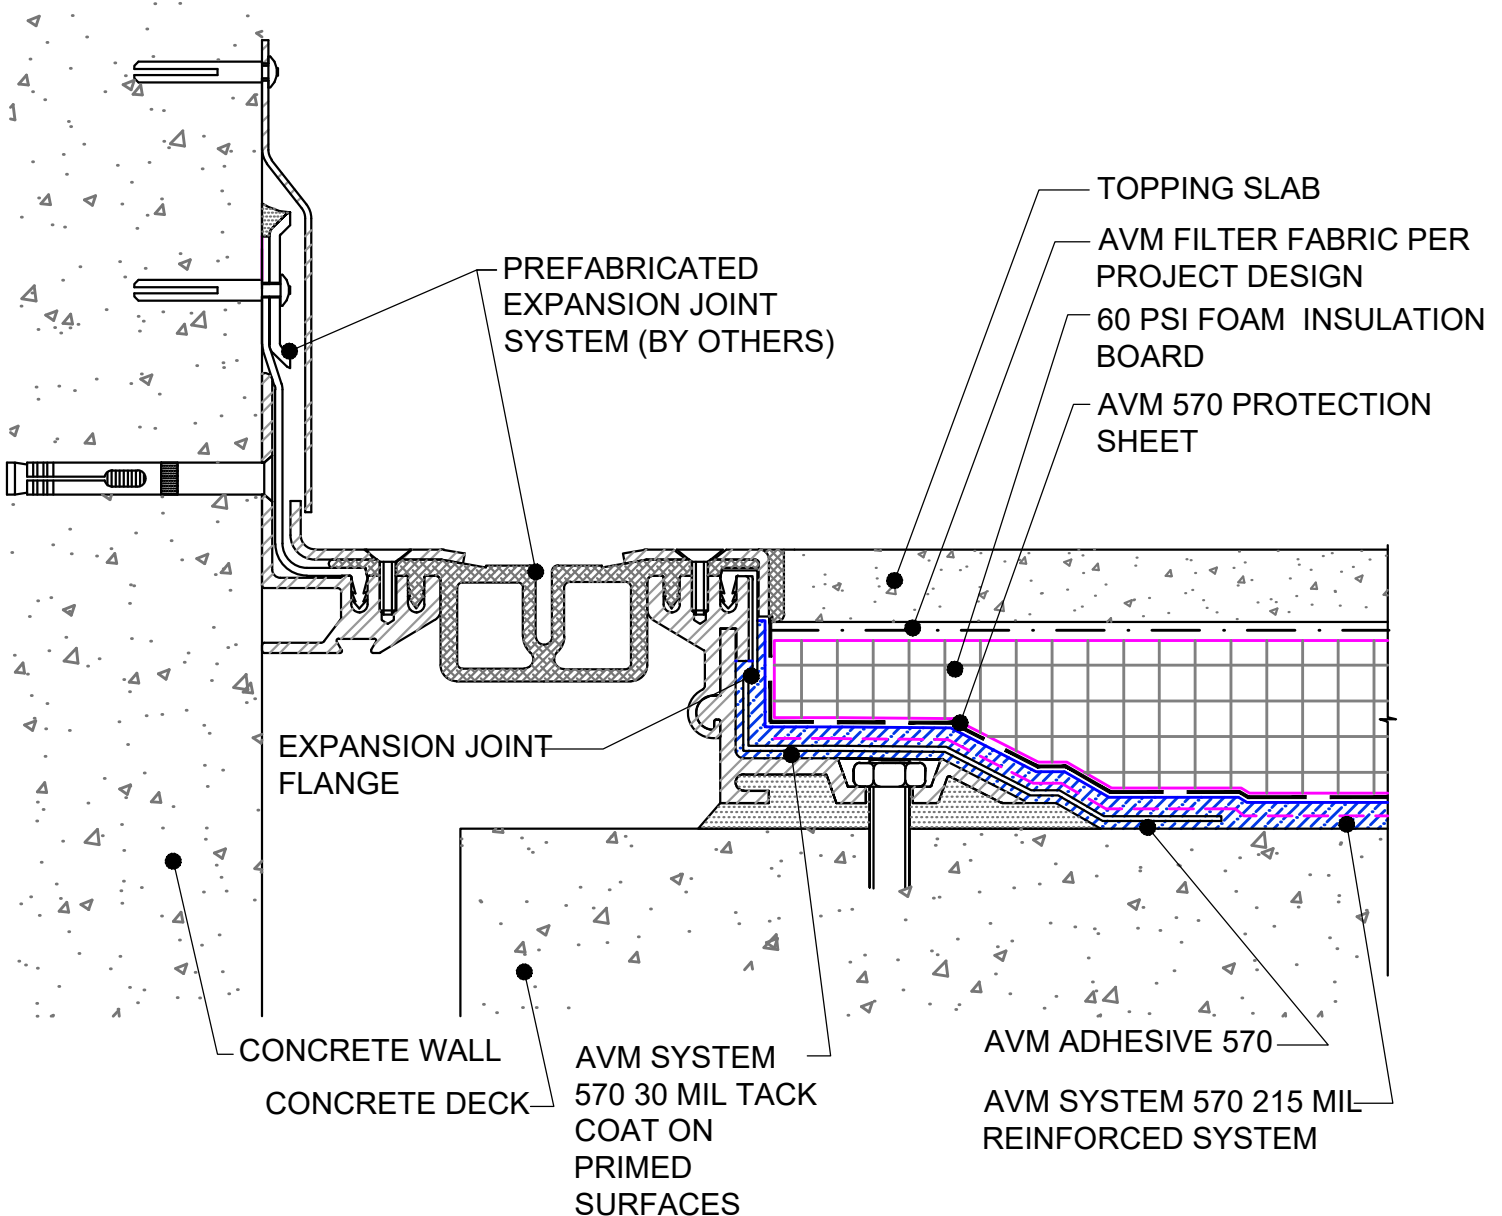 TOPPING SLAB
AVM FILTER FABRIC PER
PROJECT DESIGN
60 PSI FOAM  INSULATION
BOARD
AVM 570 PROTECTION
SHEET
PREFABRICATED
EXPANSION JOINT
SYSTEM (BY OTHERS)
EXPANSION JOINT
FLANGE
CONCRETE WALL
CONCRETE DECK
AVM SYSTEM
570 30 MIL TACK
COAT ON
PRIMED
SURFACES
AVM ADHESIVE 570
AVM SYSTEM 570 215 MIL
REINFORCED SYSTEM